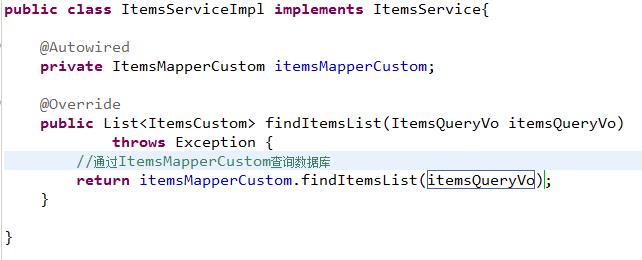 public class ItemsServiceImpl implements ItemsService{
@Autowired
private ItemsMapperCustom itemsMapperCustom;
@Override
public List<ItemsCustom> findItemsList(ItemsQueryVo itemsQueryVo)
throws Exception {
//通过ItemsMapperCustom查询数据库
return itemsMapperCustom.findItemsList(itemsQueryVo);
}
}